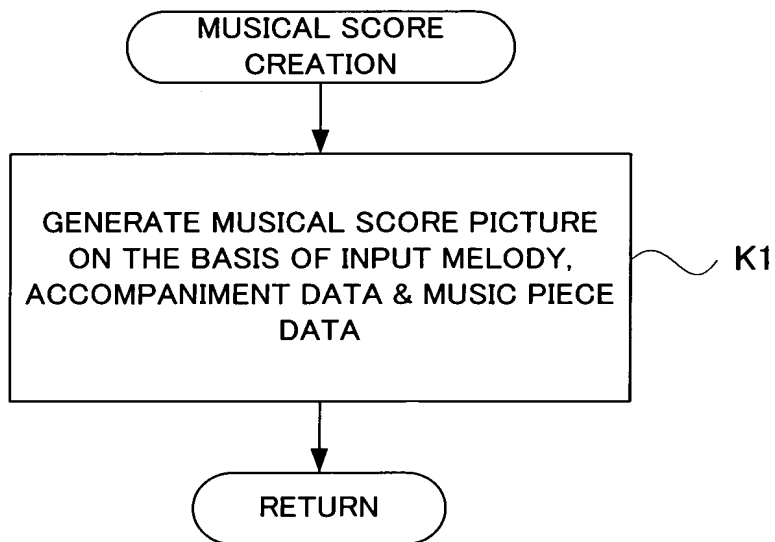 MUSICAL SCORE
CREATION
GENERATE MUSICAL SCORE PICTURE
ON THE BASIS OF INPUT MELODY,
ACCOMPANIMENT DATA & MUSIC PIECE
DATA
K1
RETURN